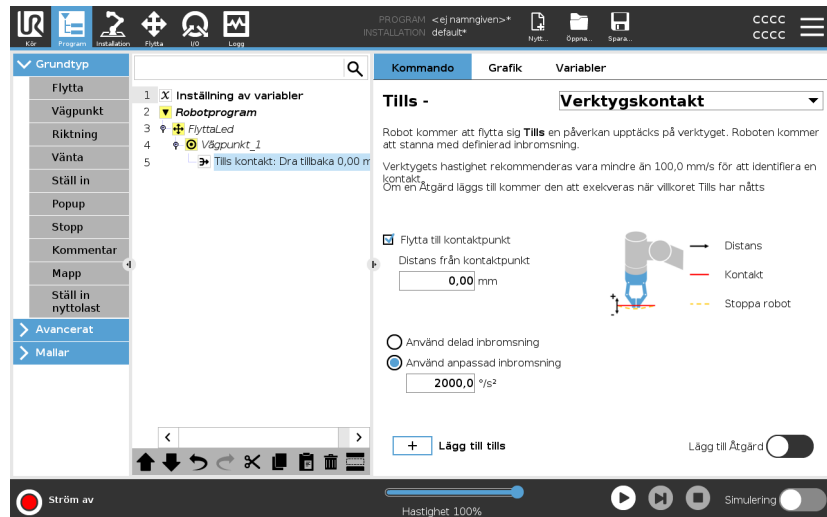 UR
PROGRAM <ej namngiven>*
INSTALLATION default*
cccc
cccc
Kör Program Installation Flytta I/O Logg Nytt... Öppna... Spara...
Grundtyp
Flytta
Vägpunkt
Riktning
Vänta
Ställ in
Popup
Stopp
Kommentar
Mapp
Ställ in
nyttolast
Avancerat
Mallar
1 X Inställning av variabler
2 Robotprogram
3 FlyttaLed
4 Vägpunkt_1
5 Tills kontakt: Dra tillbaka 0,00 m
Kommando Grafik Variabler
Tills - Verktygskontakt
Robot kommer att flytta sig Tills en påverkan upptäcks på verktyget. Roboten kommer
att stanna med definierad inbromsning.
Verktygets hastighet rekommenderas vara mindre än 100,0 mm/s för att identifiera en
kontakt.
Om en Åtgärd läggs till kommer den att exekveras när villkoret Tills har nåtts
Flytta till kontaktpunkt
Distans från kontaktpunkt
0,00 mm
+
-
Distans
Kontakt
Stoppa robot
Använd delad inbromsning
Använd anpassad inbromsning
2000,0 °/s²
+ Lägg till tills
Lägg till Åtgärd
Ström av
Hastighet 100%
Simulering